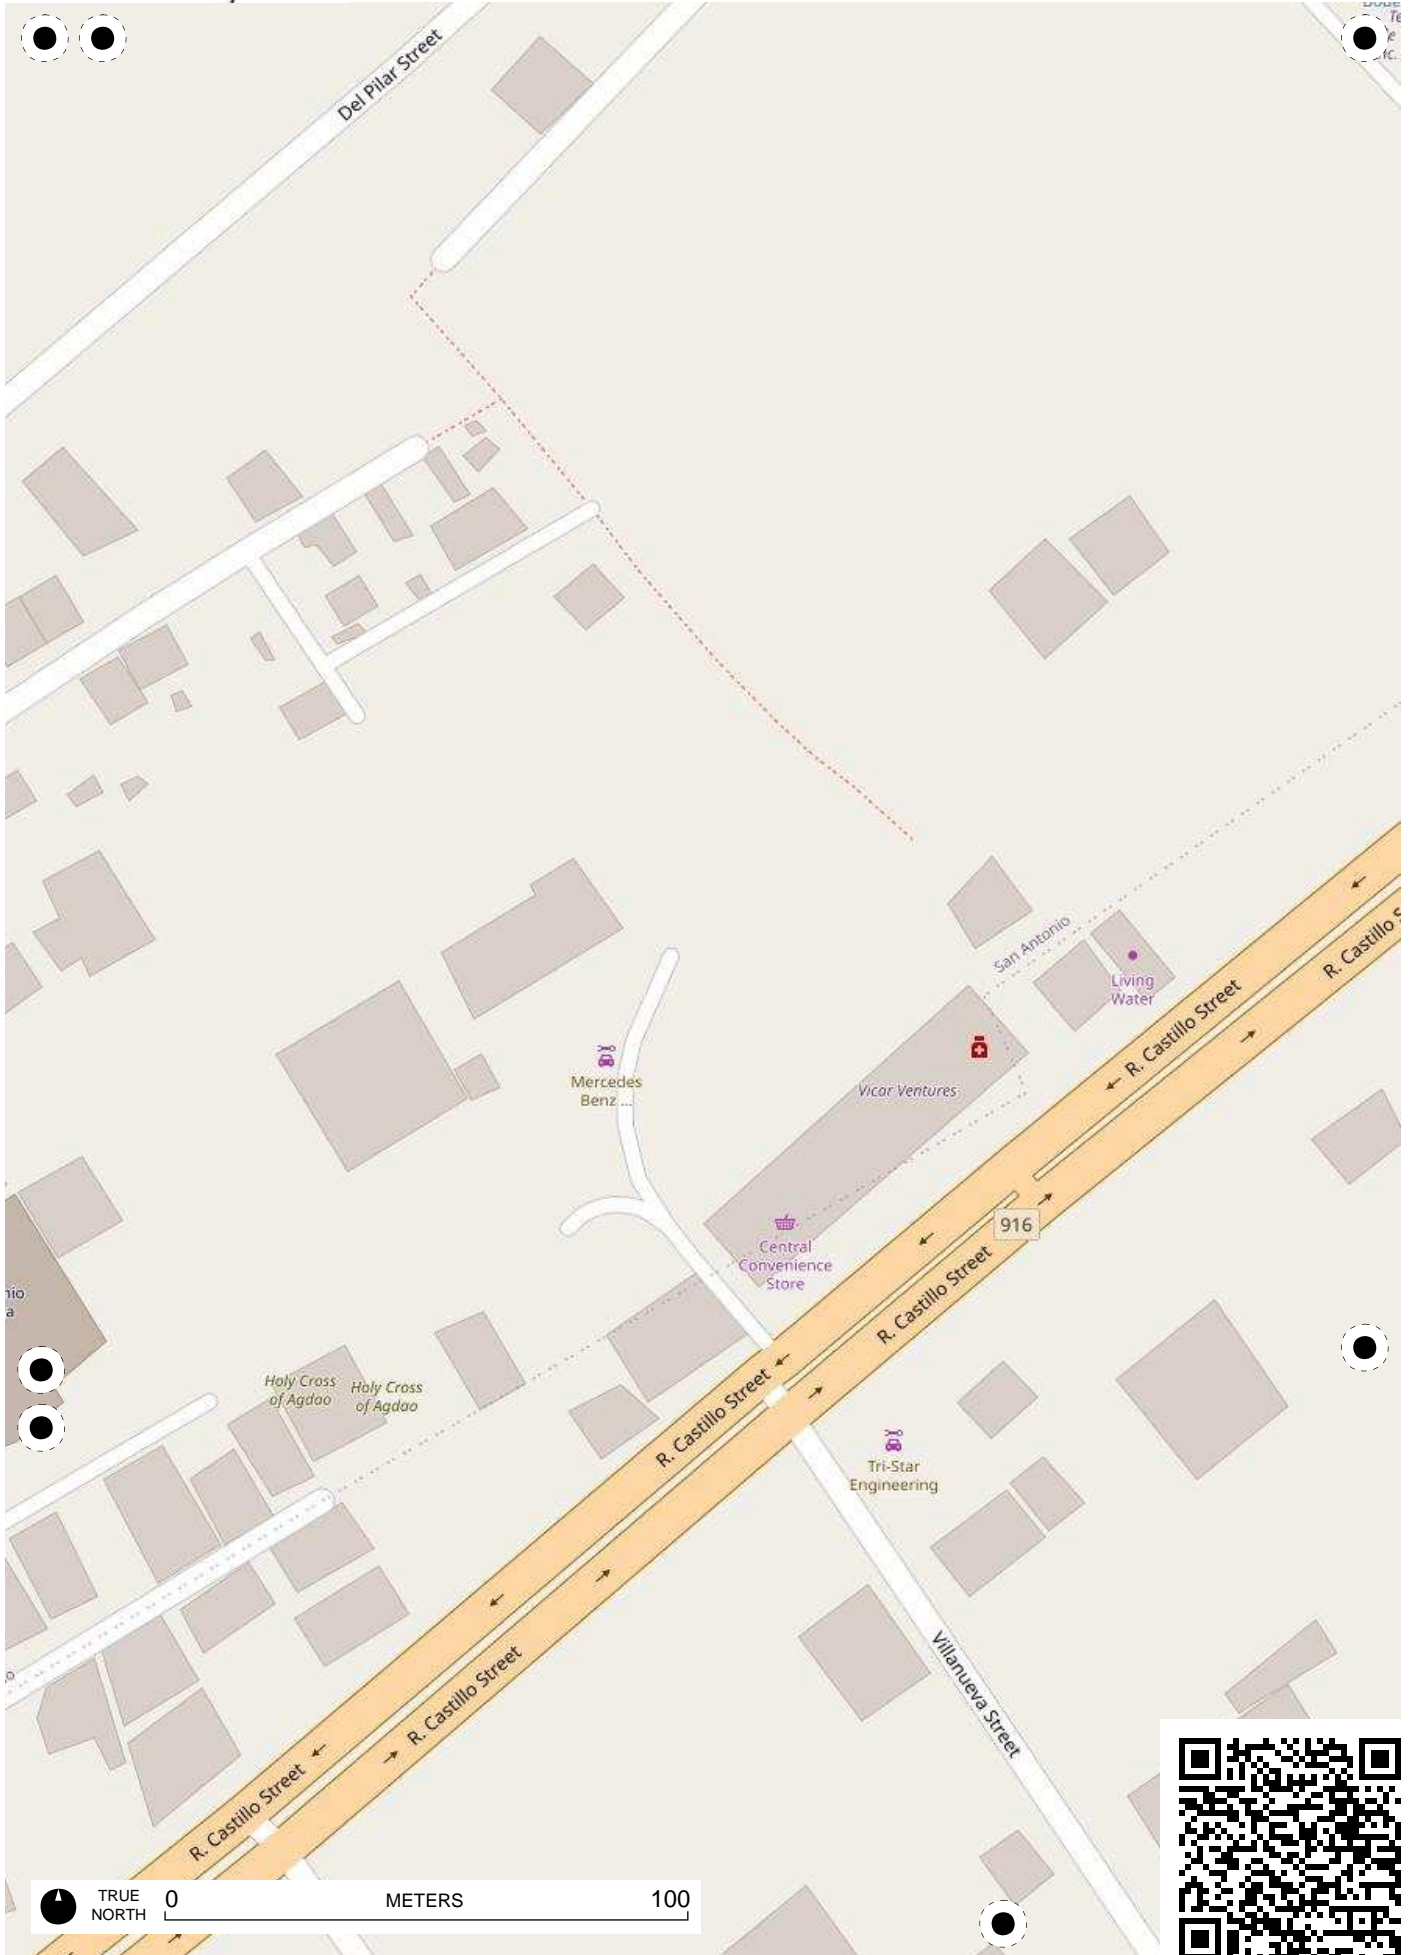 Del Pilar Street
San Antonio
Living
Water
R. Castillo Street
R. Castillo S
Mercedes
Benz ...
Vicar Ventures
916
Central
Convenience
Store
R. Castillo Street
R. Castillo Street
Holy Cross
of Agdao
Holy Cross
of Agdao
Tri-Star
Engineering
Villanueva Street
R. Castillo Street
R. Castillo Street
TRUE
NORTH
0
METERS
100